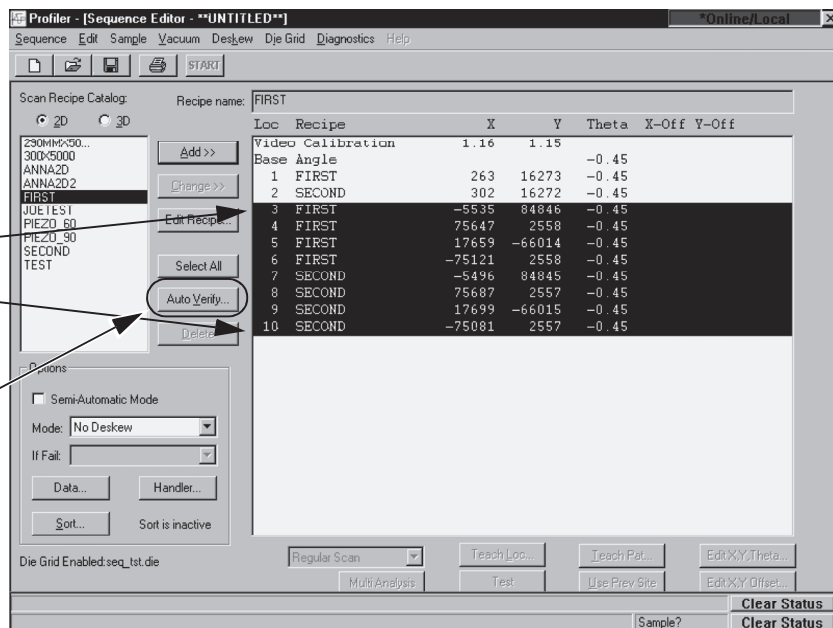 Profiler - [Sequence Editor - **UNTITLED**]
*Online/Local
Sequence Edit Sample Vacuum Deskew Die Grid Diagnostics Help
START
Scan Recipe Catalog:
Recipe name: FIRST
2D 3D
290MMX50...
300X5000
ANNA2D
ANNA2D2
FIRST
JOETEST
PIEZO_60
PIEZO_90
SECOND
TEST
Add >>
Change >>
Edit Recipe...
Select All
Auto Verify...
Delete
Loc Recipe X Y Theta X-Off Y-Off
Video Calibration 1.16 1.15
Base Angle -0.45
1 FIRST 263 16273 -0.45
2 SECOND 302 16272 -0.45
3 FIRST -5535 84846 -0.45
4 FIRST 75647 2558 -0.45
5 FIRST 17659 -66014 -0.45
6 FIRST -75121 2558 -0.45
7 SECOND -5496 84845 -0.45
8 SECOND 75687 2557 -0.45
9 SECOND 17699 -66015 -0.45
10 SECOND -75081 2557 -0.45
Options
Semi-Automatic Mode
Mode: No Deskew
If Fail:
Data... Handler...
Sort... Sort is inactive
Die Grid Enabled:seq_tst.die
Regular Scan Teach Loc... Teach Pat... Edit X,Y,Theta...
Multi Analysis Test Use Prev Site Edit X,Y Offset...
Clear Status
Sample? Clear Status